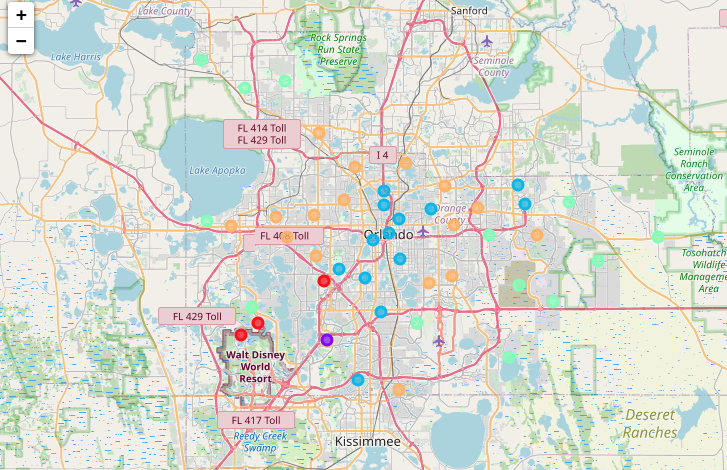 +
−
Lake County
Sanford
Rock Springs
Run State
Preserve
Lake Harris
Seminole
County
FL 414 Toll
FL 429 Toll
I 4
Lake Apopka
Seminole
Ranch
Conservation
Area
Orange
County
Orlando
FL 408 Toll
Tosohatchee
Wildlife
Management
Area
FL 429 Toll
Walt Disney
World
Resort
FL 417 Toll
Reedy Creek
Swamp
Kissimmee
Deseret
Ranches